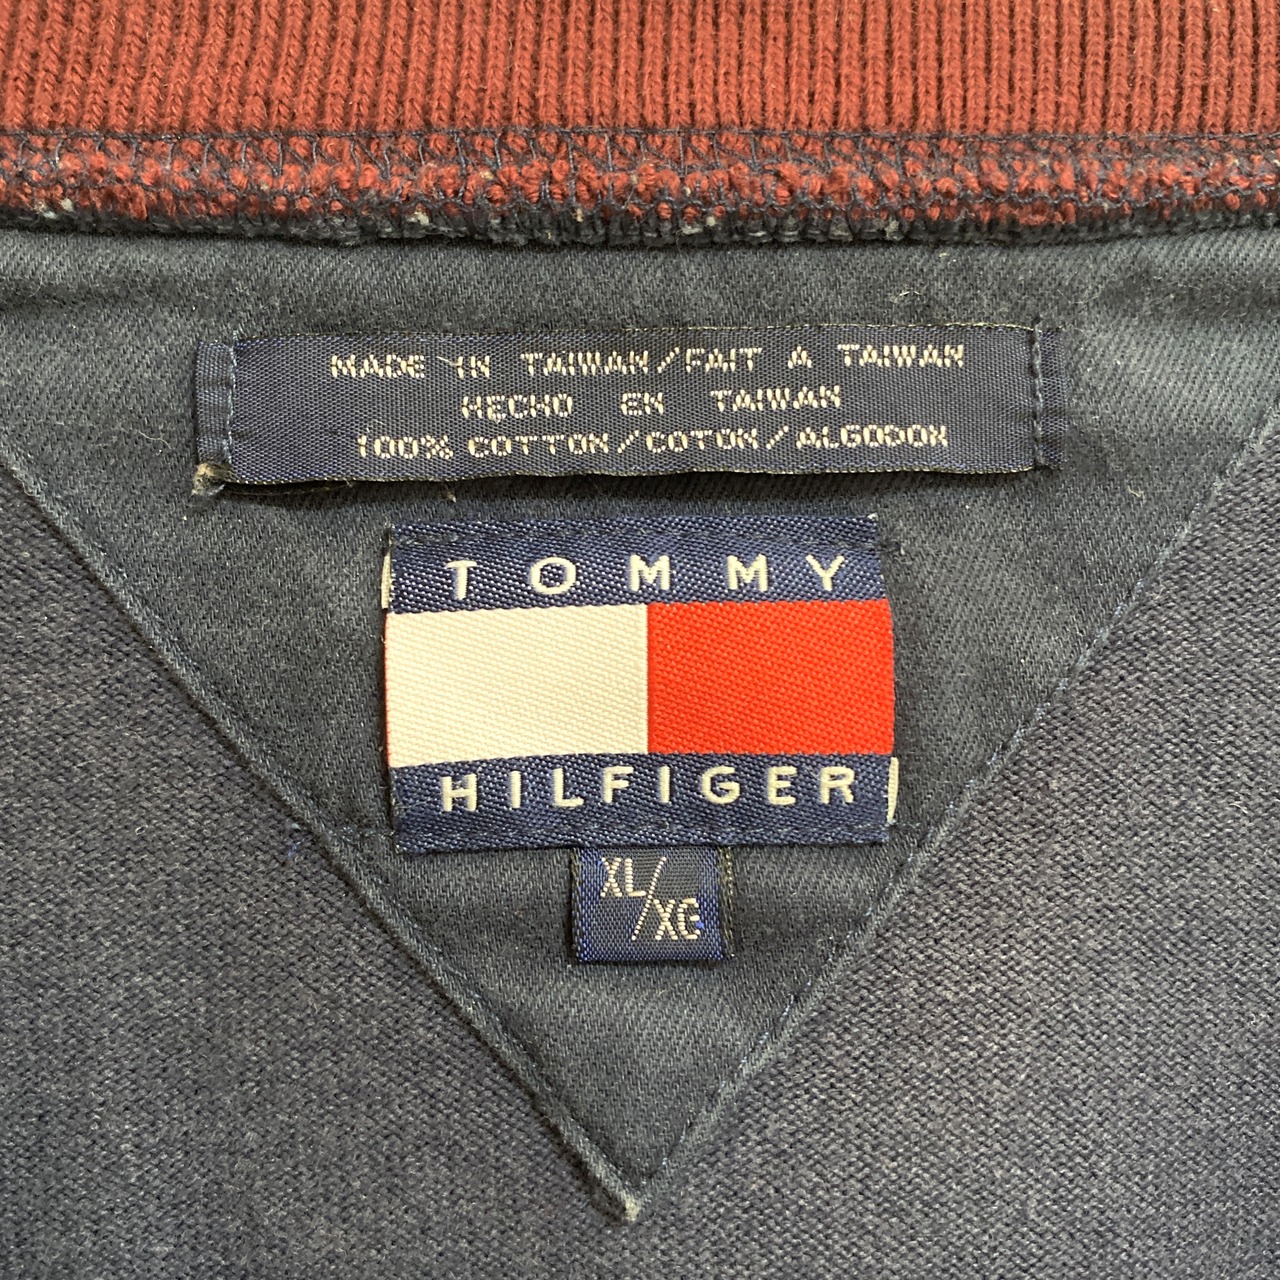 MADE IN TAIWAN/FAIT A TAIWAN
HECHO EN TAIWAN
100% COTTON/COTON/ALGODON
TOMMY
HILFIGER
XL/XG